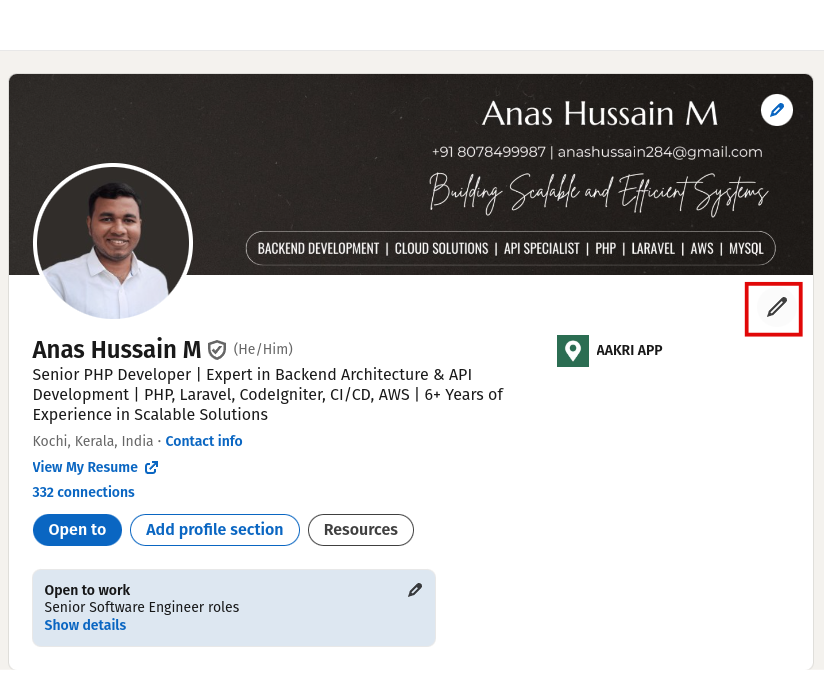 Anas Hussain M
+91 8078499987 | anashussain284@gmail.com
Building Scalable and Efficient Systems
BACKEND DEVELOPMENT | CLOUD SOLUTIONS | API SPECIALIST | PHP | LARAVEL | AWS | MYSQL
Anas Hussain M (He/Him)
AAKRI APP
Senior PHP Developer | Expert in Backend Architecture & API
Development | PHP, Laravel, CodeIgniter, CI/CD, AWS | 6+ Years of
Experience in Scalable Solutions
Kochi, Kerala, India · Contact info
View My Resume
332 connections
Open to
Add profile section
Resources
Open to work
Senior Software Engineer roles
Show details